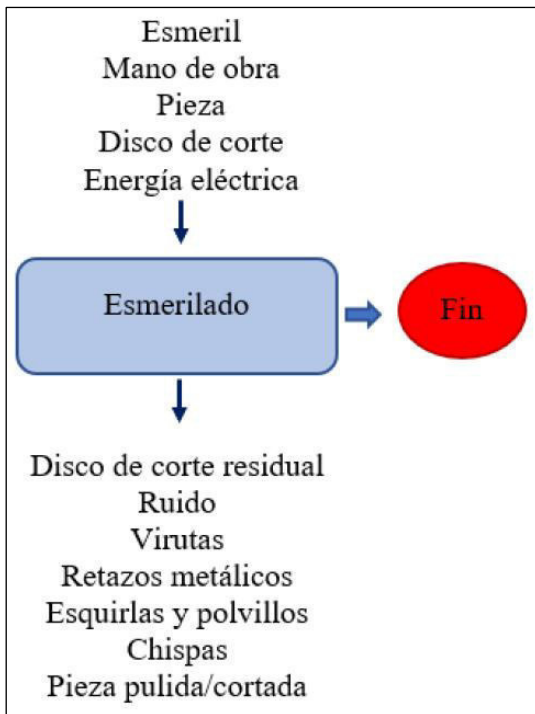 Esmeril
Mano de obra
Pieza
Disco de corte
Energía eléctrica
Esmerilado
Fin
Disco de corte residual
Ruido
Virutas
Retazos metálicos
Esquirlas y polvillos
Chispas
Pieza pulida/cortada